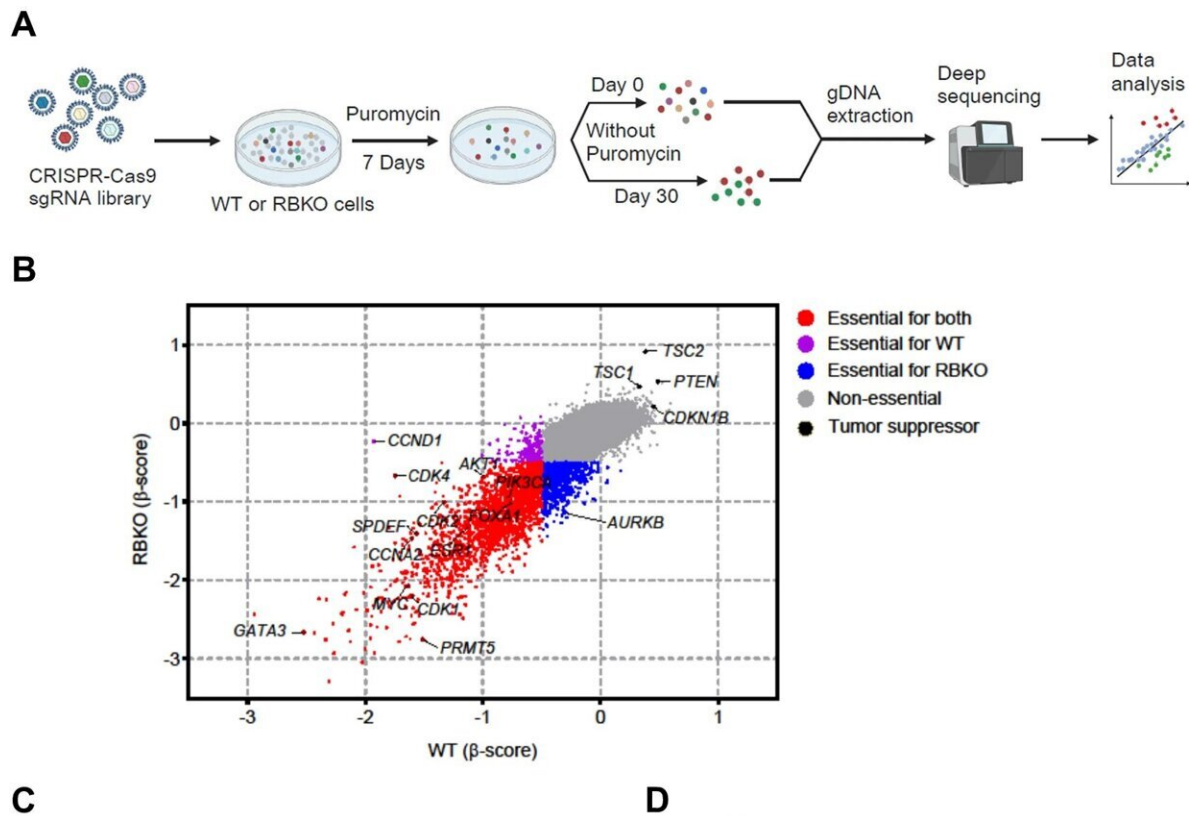 A
CRISPR-Cas9
sgRNA library
WT or RBKO cells
Puromycin
7 Days
Day 0
Without
Puromycin
Day 30
gDNA
extraction
Deep
sequencing
Data
analysis
B
RBKO (β-score)
1
0
-1
-2
-3
TSC2
TSC1
PTEN
CDKN1B
CCND1
AKT1
CDK4
PIK3CA
SPDEF
CDK2
FOXA1
AURKB
CCNA2
ESR1
MYC
CDK1
GATA3
PRMT5
-3
-2
-1
0
1
WT (β-score)
Essential for both
Essential for WT
Essential for RBKO
Non-essential
Tumor suppressor
C
D